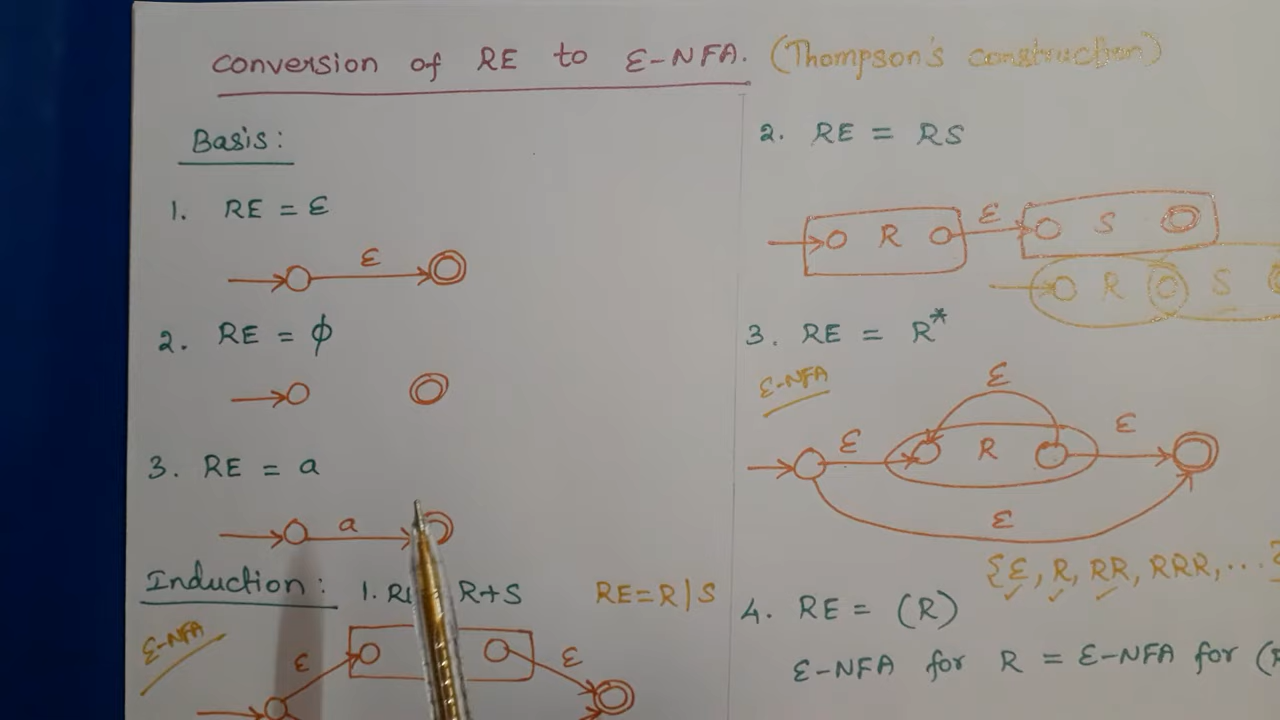 Conversion of RE to ε-NFA. (Thompson's construction)
Basis:
1. RE = ε
ε
2. RE = ϕ
3. RE = a
a
Induction: 1. R+S RE=R|S
ε-NFA
ε ε
2. RE = RS
R ε S
R S
3. RE = R*
ε-NFA
ε
ε R ε
ε
{ε, R, RR, RRR, ...}
4. RE = (R)
ε-NFA for R = ε-NFA for (R